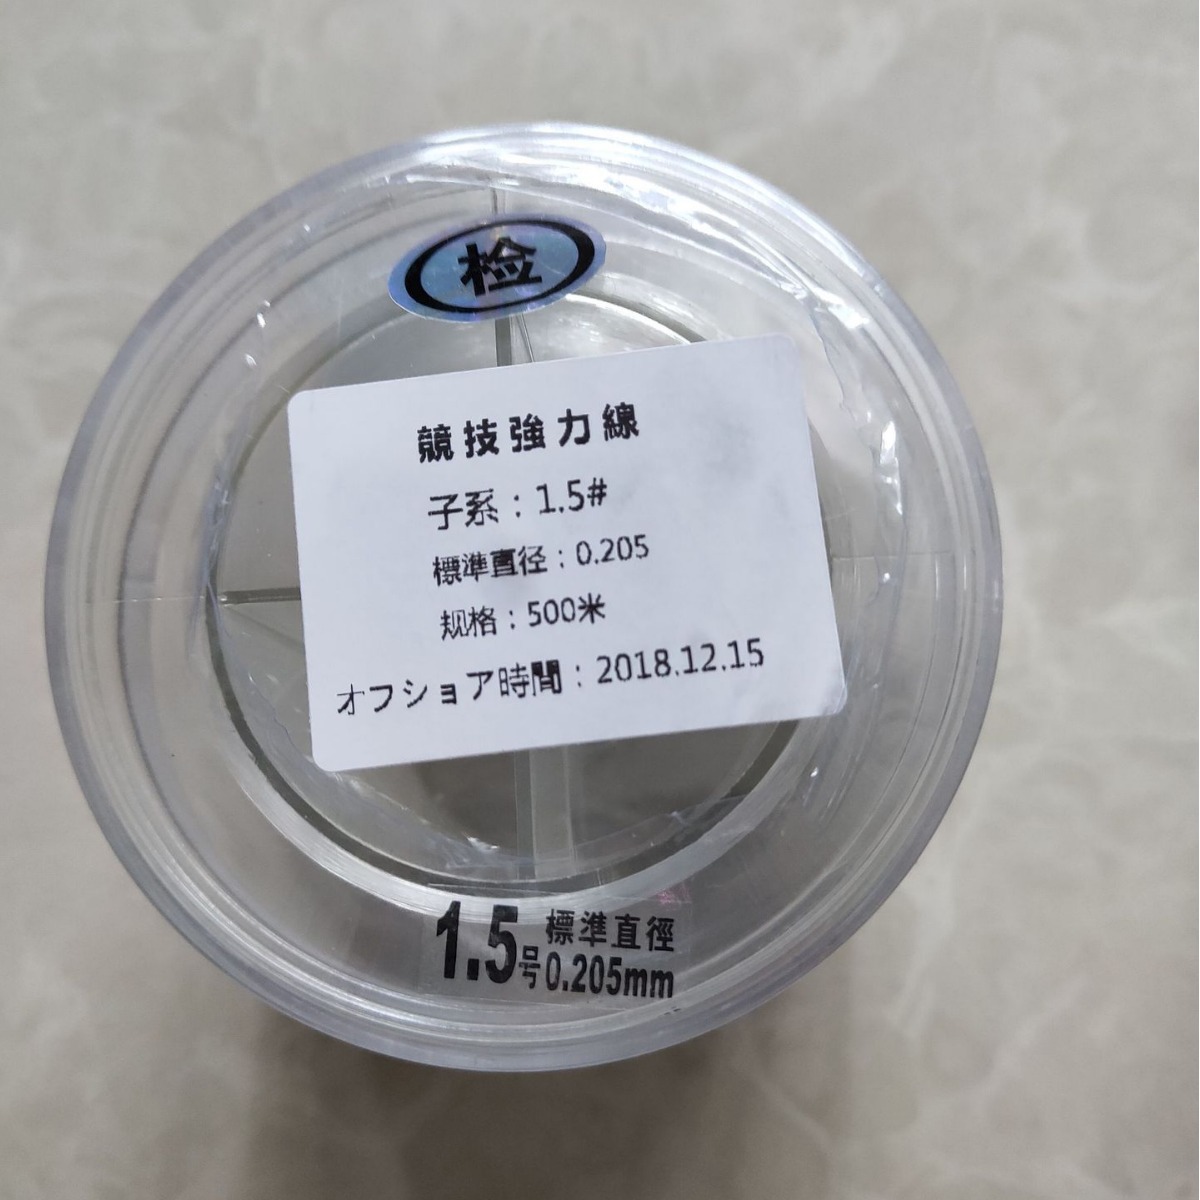 检
競技強力線
子系：1.5#
標準直径：0.205
规格：500米
オフショア時間：2018.12.15
1.5号 標準直徑
0.205mm